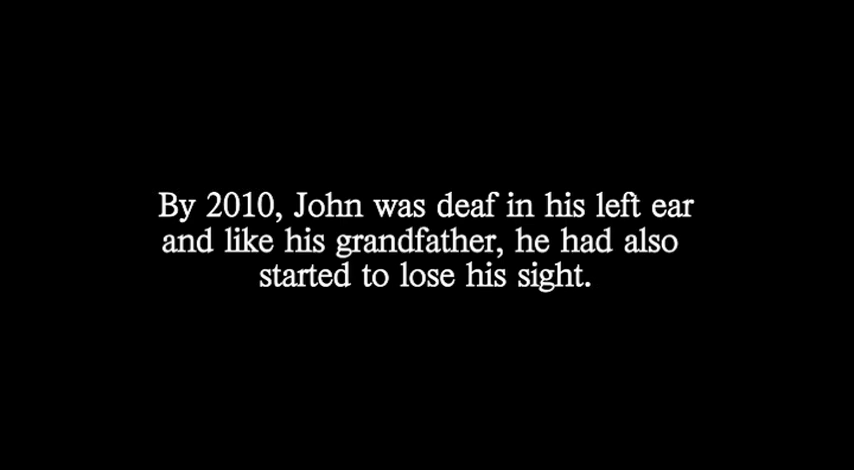 By 2010, John was deaf in his left ear
and like his grandfather, he had also
started to lose his sight.